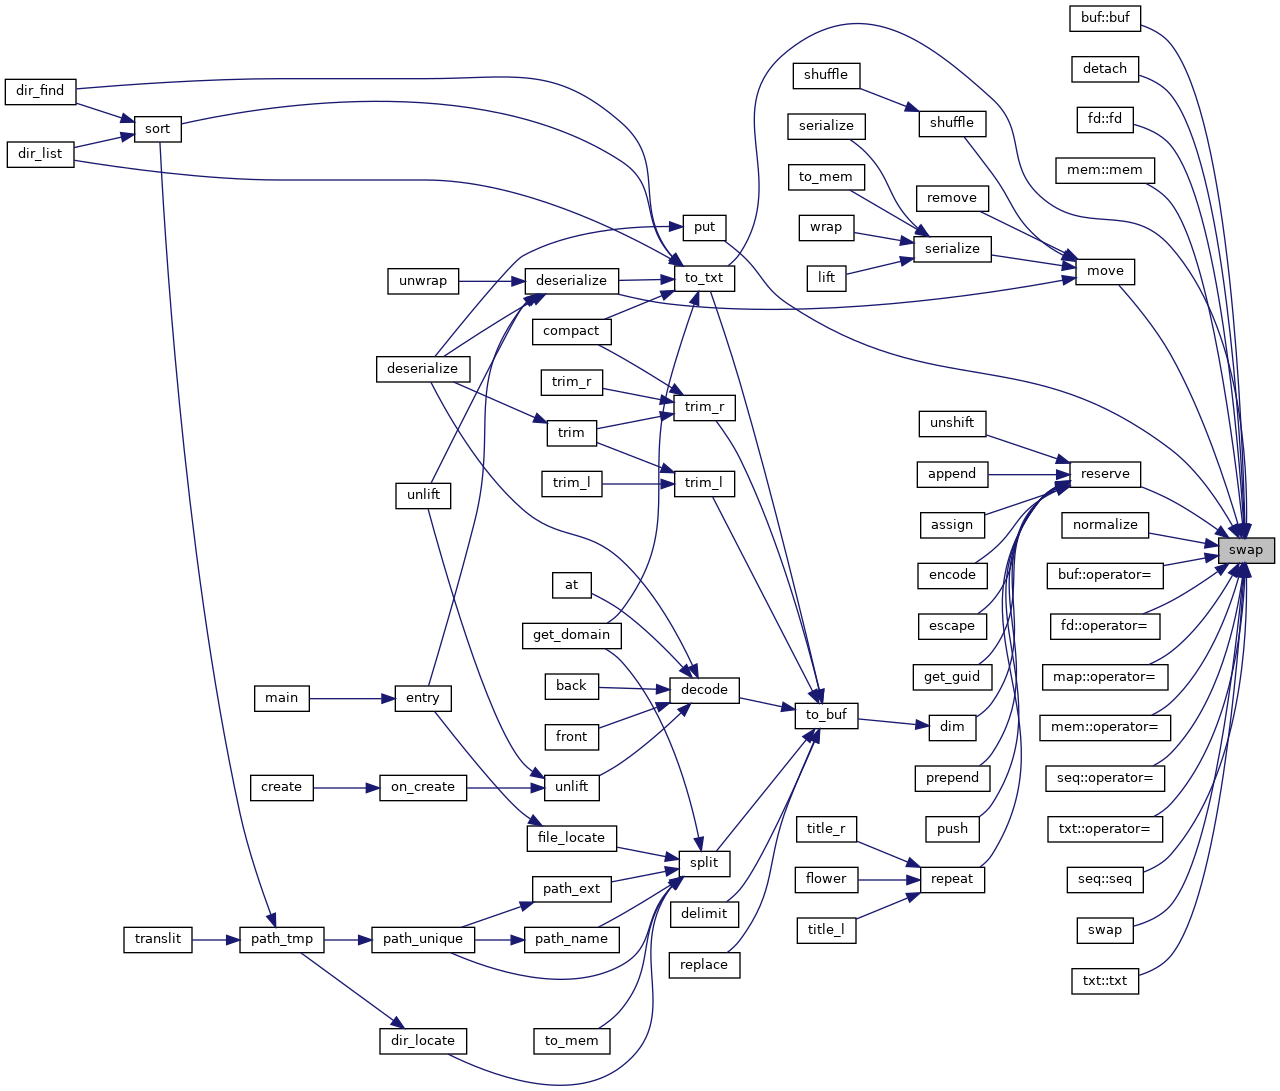 buf::buf
detach
shuffle
dir_find
fd::fd
shuffle
serialize
sort
dir_list
mem::mem
to_mem
remove
put
wrap
serialize
move
to_txt
lift
unwrap
deserialize
compact
deserialize
trim_r
trim_r
unshift
trim
reserve
append
trim_l
trim_l
unlift
assign
normalize
swap
encode
buf::operator=
at
escape
fd::operator=
get_domain
get_guid
map::operator=
back
decode
main
entry
to_buf
dim
mem::operator=
front
prepend
seq::operator=
create
on_create
unlift
push
txt::operator=
title_r
file_locate
split
flower
repeat
seq::seq
path_ext
delimit
title_l
swap
translit
path_tmp
path_unique
path_name
replace
txt::txt
dir_locate
to_mem